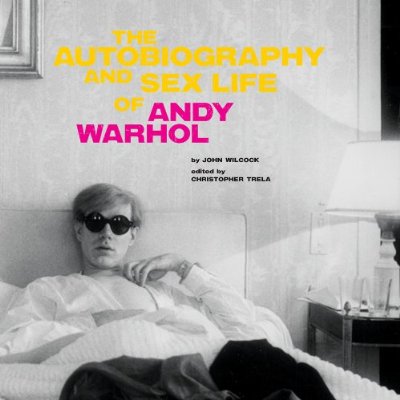 THE
AUTOBIOGRAPHY
AND SEX LIFE
OF ANDY
WARHOL
by JOHN WILCOCK
edited by
CHRISTOPHER TRELA